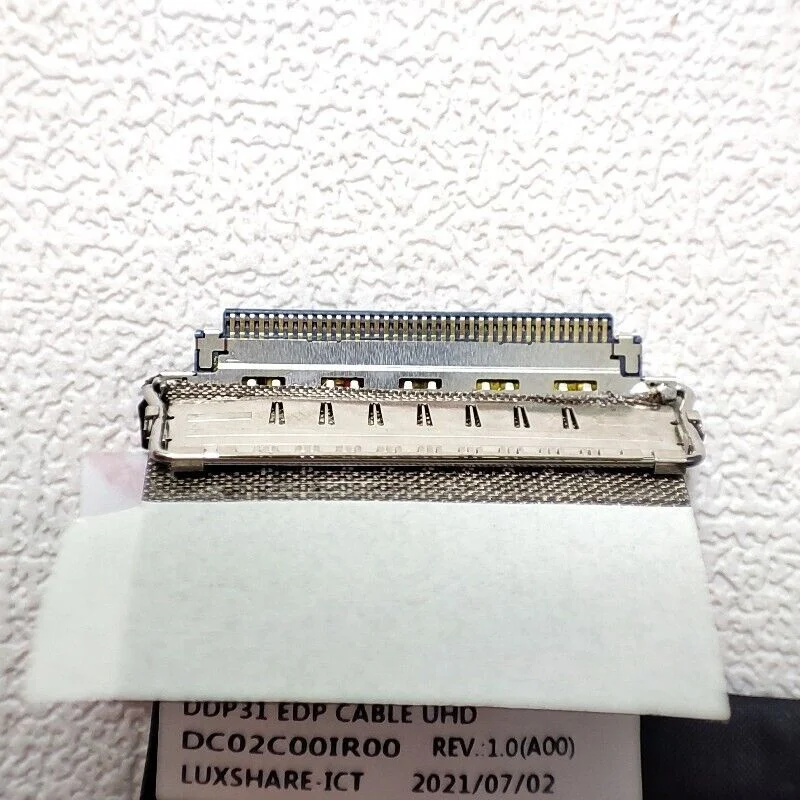 DDP31 EDP CABLE UHD
DC02C00IR00 REV.:1.0(A00)
LUXSHARE-ICT 2021/07/02